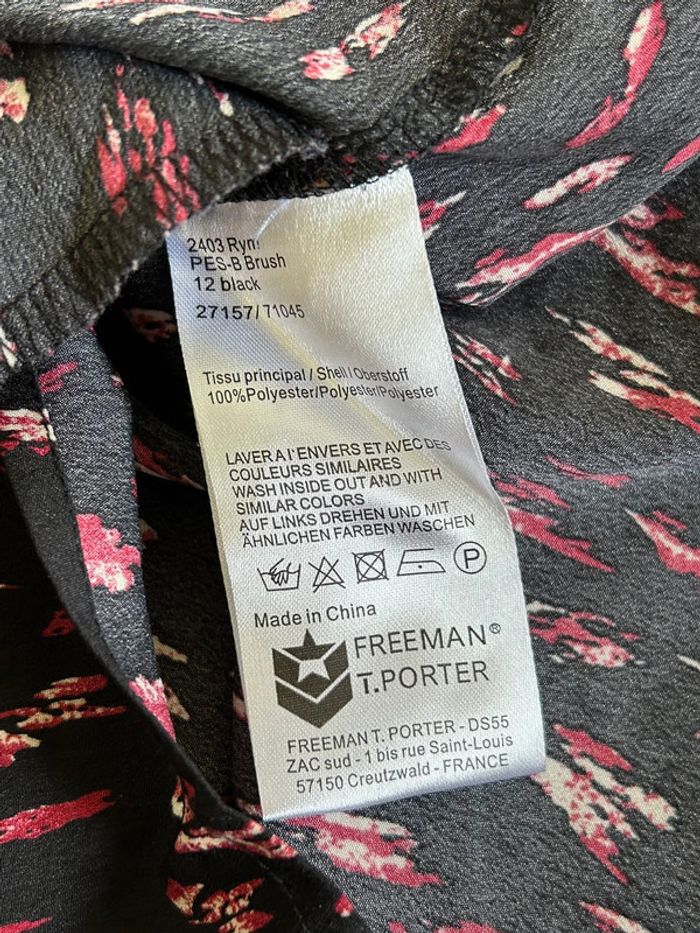 2403 Ryn
PES-B Brush
12 black
27157/71045
Tissu principal / Shell / Oberstoff
100%Polyester/Polyester/Polyester
LAVER A l'ENVERS ET AVEC DES
COULEURS SIMILAIRES
WASH INSIDE OUT AND WITH
SIMILAR COLORS
AUF LINKS DREHEN UND MIT
ÄHNLICHEN FARBEN WASCHEN
P
Made in China
FREEMAN®
T.PORTER
FREEMAN T. PORTER - DS55
ZAC sud - 1 bis rue Saint-Louis
57150 Creutzwald - FRANCE